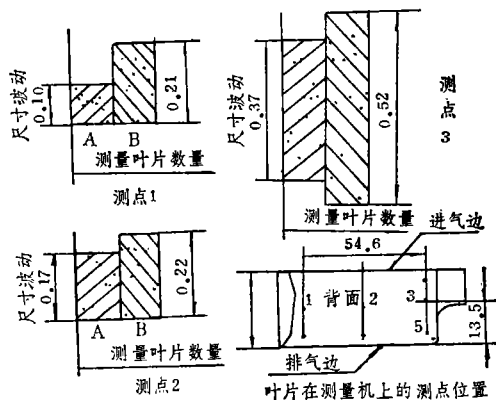 尺寸波动
0.10
0.21
A B
测量叶片数量
测点1
尺寸波动
0.37
0.52
测点3
测量叶片数量
尺寸波动
0.17
0.22
A B
测量叶片数量
测点2
进气边
54.6
1 背面 2 3
5
13.5
排气边
叶片在测量机上的测点位置